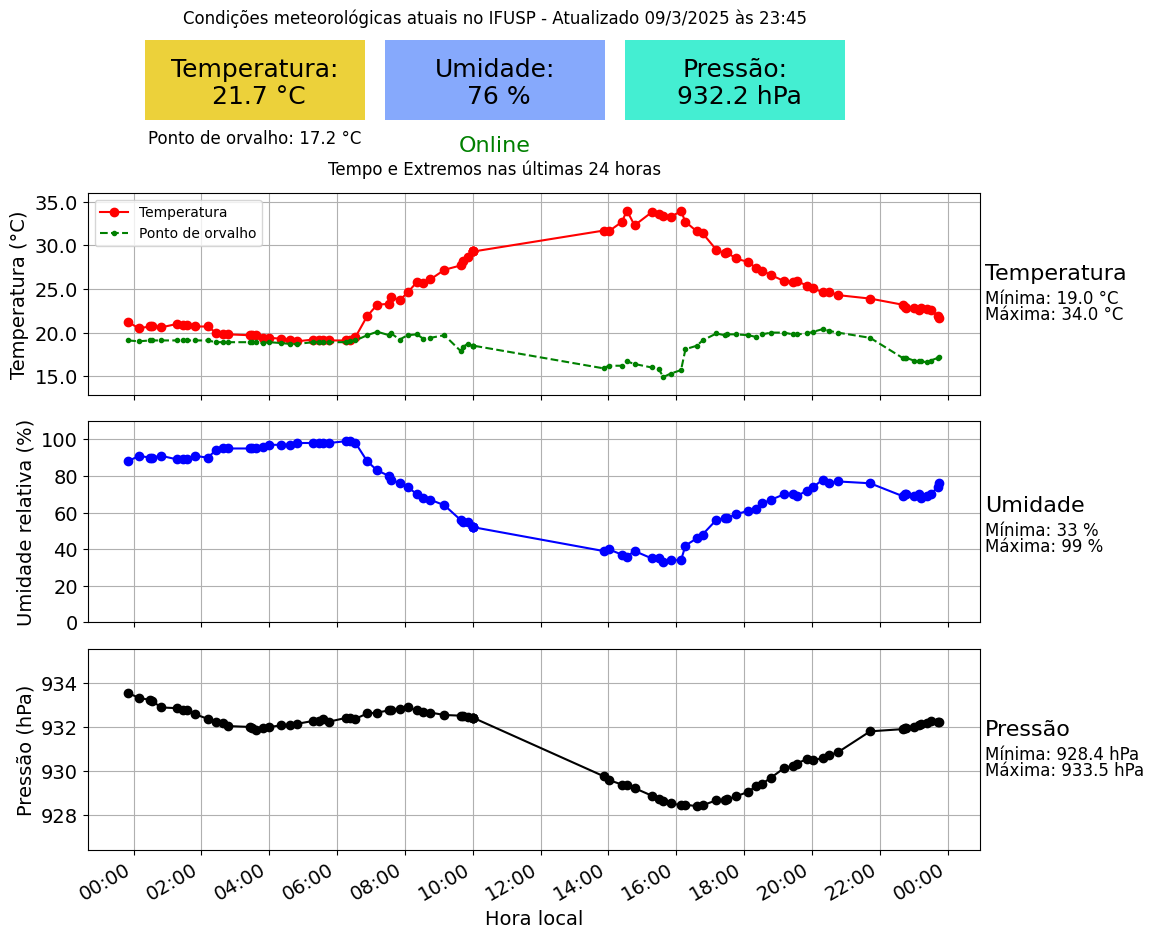 Condições meteorológicas atuais no IFUSP - Atualizado 09/3/2025 às 23:45
Temperatura:
21.7 °C
Umidade:
76 %
Pressão:
932.2 hPa
Ponto de orvalho: 17.2 °C
Online
Tempo e Extremos nas últimas 24 horas
Temperatura (°C)
35.0
30.0
25.0
20.0
15.0
Temperatura
Ponto de orvalho
Temperatura
Mínima: 19.0 °C
Máxima: 34.0 °C
Umidade relativa (%)
100
80
60
40
20
0
Umidade
Mínima: 33 %
Máxima: 99 %
Pressão (hPa)
934
932
930
928
Pressão
Mínima: 928.4 hPa
Máxima: 933.5 hPa
00:00 02:00 04:00 06:00 08:00 10:00 12:00 14:00 16:00 18:00 20:00 22:00 00:00
Hora local